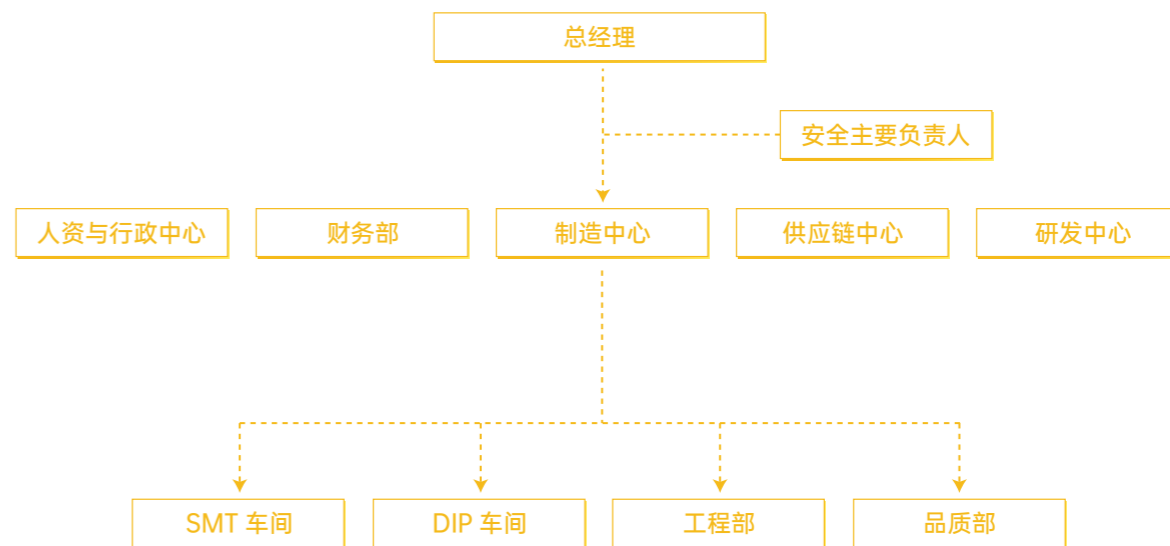 总经理
安全主要负责人
人资与行政中心
财务部
制造中心
供应链中心
研发中心
SMT 车间
DIP 车间
工程部
品质部